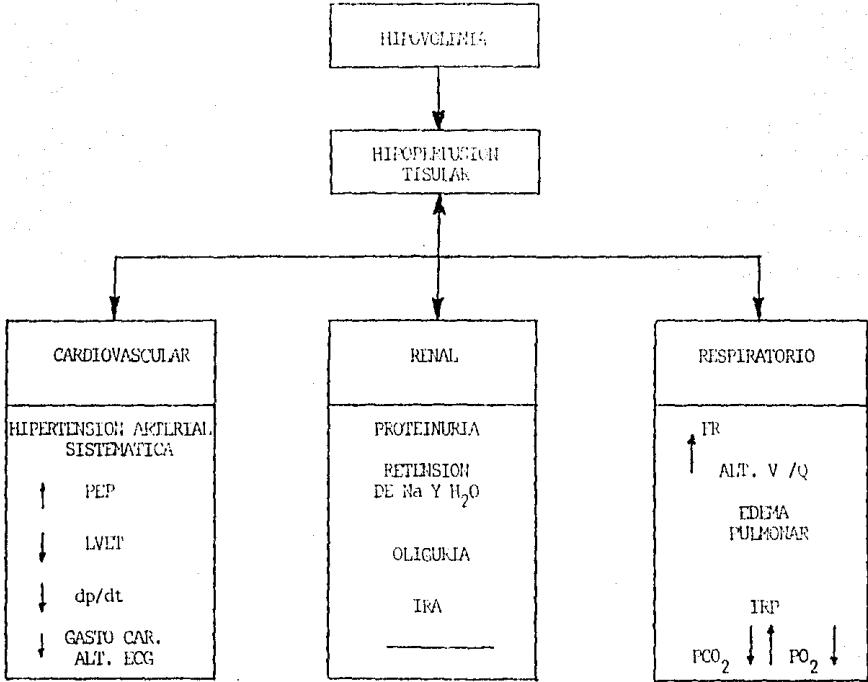 HIPOVOLEMIA
HIPOPERFUSION
TISULAR
CARDIOVASCULAR
HIPERTENSION ARTERIAL
SISTEMATICA
↑ PEP
↓ LVET
↓ dp/dt
↓ GASTO CAR.
ALT. ECG
RENAL
PROTEINURIA
RETENSION
DE Na Y H₂O
OLIGURIA
IRA
RESPIRATORIO
↑ FR
ALT. V /Q
EDEMA
PULMONAR
IRP
PCO₂ ↓ ↑ PO₂ ↓